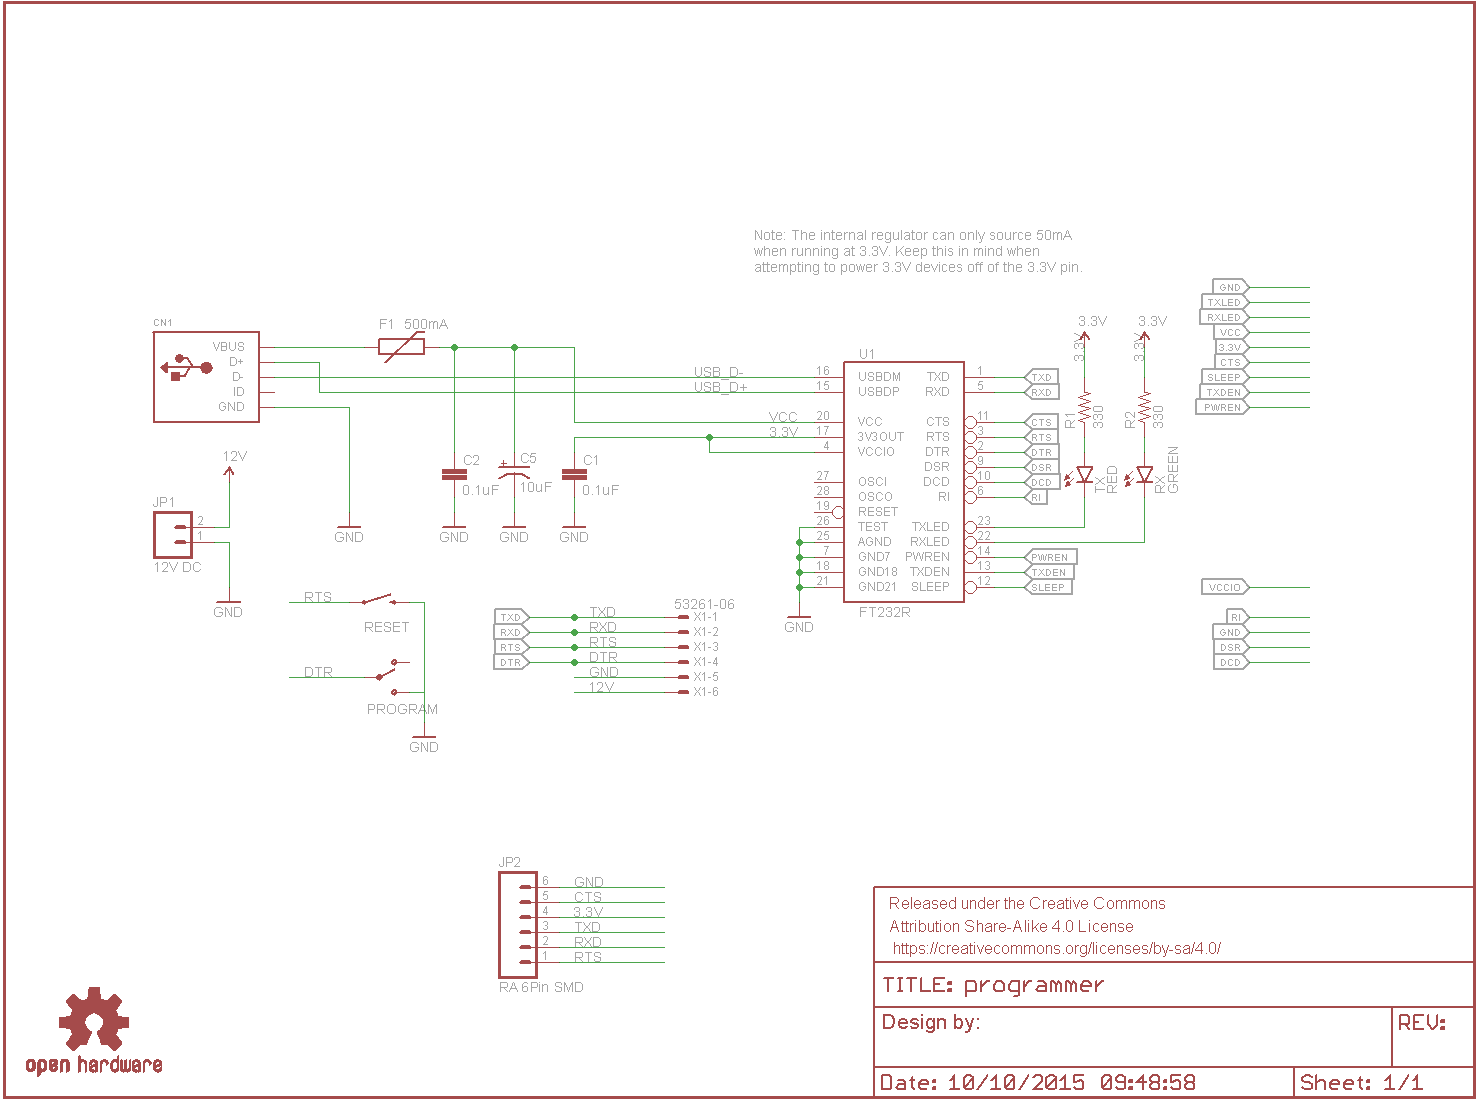 Note: The internal regulator can only source 50mA
when running at 3.3V. Keep this in mind when
attempting to power 3.3V devices off of the 3.3V pin.
CN1
VBUS
D+
D-
ID
GND
F1 500mA
USB_D-
USB_D+
VCC
3.3V
C2
0.1uF
C5
+
10uF
C1
0.1uF
GND
GND
GND
GND
12V
JP1
2
1
12V DC
GND
U1
16 USBDM TXD 1 TXD
15 USBDP RXD 5 RXD
20 VCC CTS 11 CTS
17 3V3OUT RTS 3 RTS
4 VCCIO DTR 2 DTR
DSR 9 DSR
27 OSCI DCD 10 DCD
28 OSCO RI 6 RI
19 RESET
26 TEST TXLED 23
25 AGND RXLED 22
7 GND7 PWREN 14 PWREN
18 GND18 TXDEN 13 TXDEN
21 GND21 SLEEP 12 SLEEP
FT232R
GND
3.3V
3.3V
R1
330
TX
RED
3.3V
3.3V
R2
330
RX
GREEN
GND
TXLED
RXLED
VCC
3.3V
CTS
SLEEP
TXDEN
PWREN
VCCIO
RI
GND
DSR
DCD
RTS
RESET
DTR
PROGRAM
GND
53261-06
TXD TXD X1-1
RXD RXD X1-2
RTS RTS X1-3
DTR DTR X1-4
GND X1-5
12V X1-6
JP2
6 GND
5 CTS
4 3.3V
3 TXD
2 RXD
1 RTS
RA 6Pin SMD
open hardware
Released under the Creative Commons
Attribution Share-Alike 4.0 License
https://creativecommons.org/licenses/by-sa/4.0/
TITLE: programmer
Design by:
REV:
Date: 10/10/2015 09:48:58
Sheet: 1/1